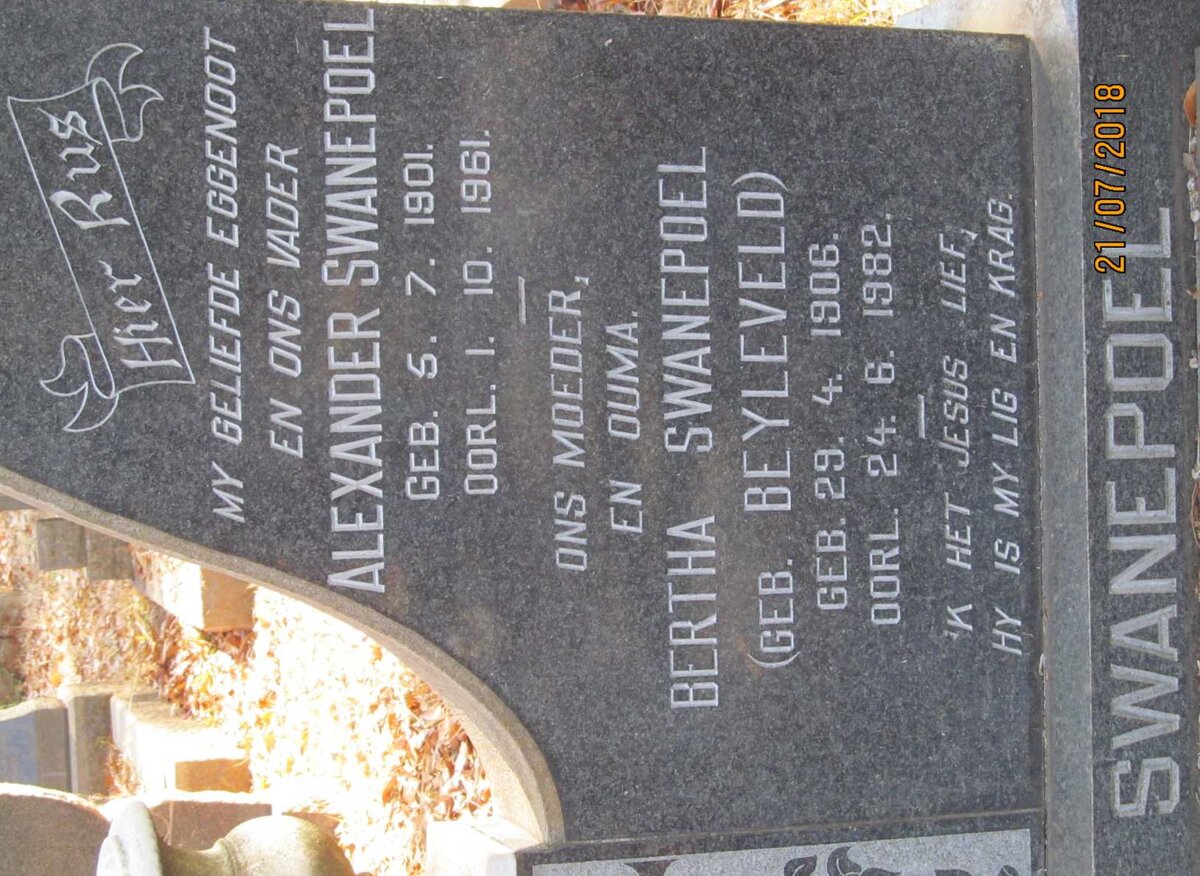 Hier Rus
MY GELIEFDE EGGENOOT
EN ONS VADER
ALEXANDER SWANEPOEL
GEB. 5. 7. 1901.
OORL. 1. 10. 1961.
ONS MOEDER,
EN OUMA.
BERTHA SWANEPOEL
(GEB. BEYLEVELD)
GEB. 29. 4. 1906.
OORL. 24. 6. 1982.
'K HET JESUS LIEF,
HY IS MY LIG EN KRAG.
SWANEPOEL
21/07/2018